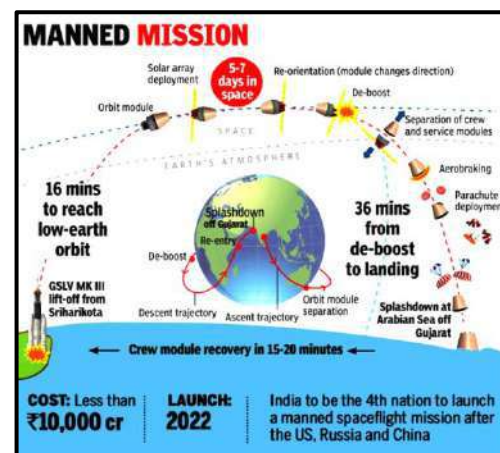 MANNED MISSION
Solar array
deployment
5-7
days in
space
Re-orientation (module changes direction)
De-boost
Orbit module
Separation of crew
and service modules
SPACE
EARTH'S ATMOSPHERE
Aerobraking
Parachute
deployment
16 mins
to reach
low-earth
orbit
36 mins
from
de-boost
to landing
Splashdown
off Gujarat
Re-entry
De-boost
Descent trajectory
Ascent trajectory
Orbit module
separation
GSLV MK III
lift-off from
Sriharikota
Splashdown at
Arabian Sea off
Gujarat
Crew module recovery in 15-20 minutes
COST: Less than
₹10,000 cr
LAUNCH:
2022
India to be the 4th nation to launch
a manned spaceflight mission after
the US, Russia and China